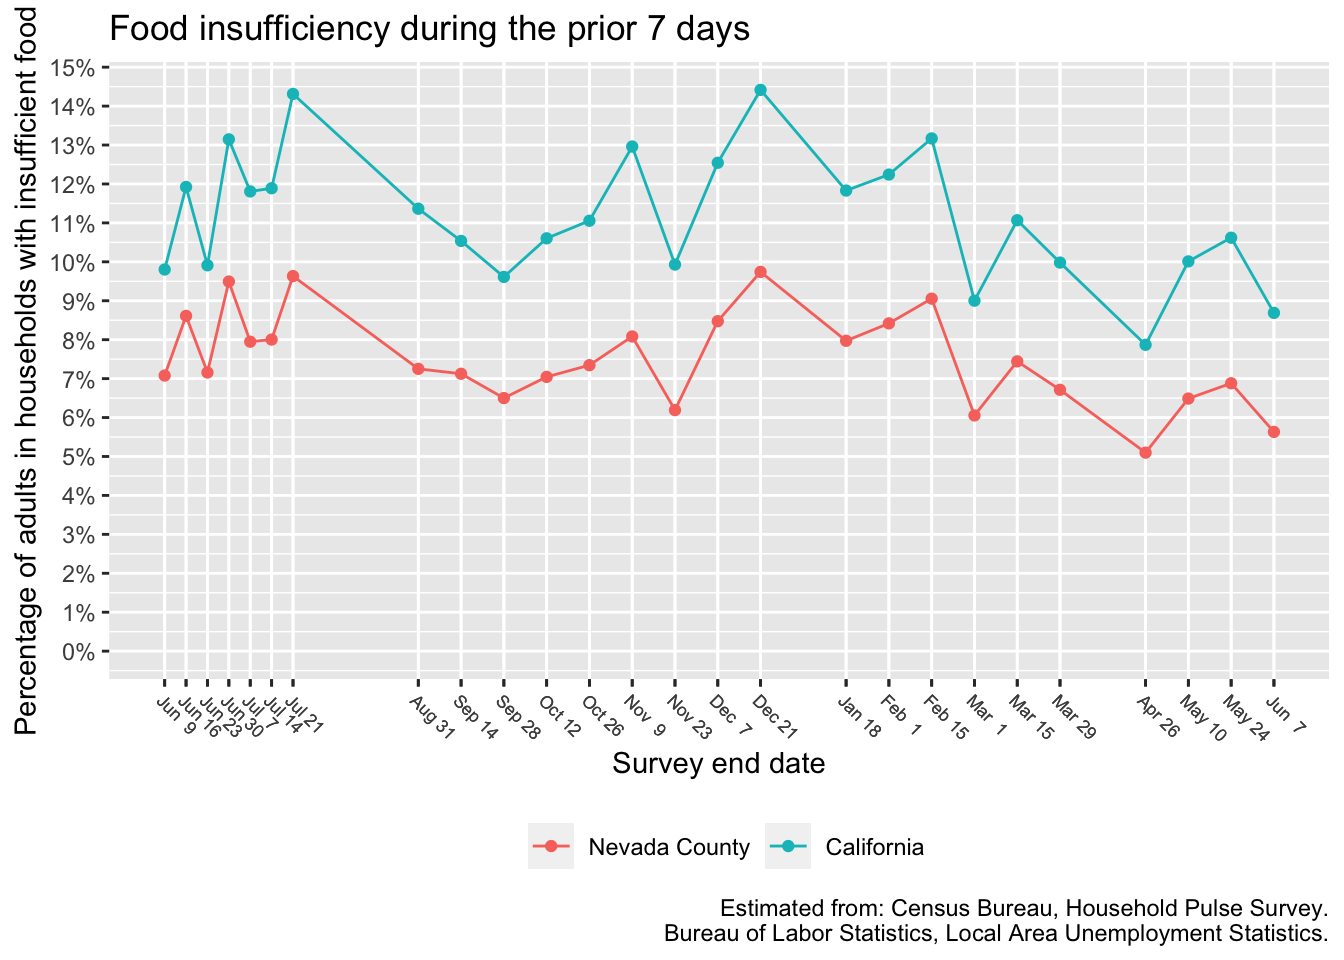 Food insufficiency during the prior 7 days
Percentage of adults in households with insufficient food
15%
14%
13%
12%
11%
10%
9%
8%
7%
6%
5%
4%
3%
2%
1%
0%
Jun 9
Jun 16
Jun 23
Jun 30
Jul 7
Jul 14
Jul 21
Aug 31
Sep 14
Sep 28
Oct 12
Oct 26
Nov 9
Nov 23
Dec 7
Dec 21
Jan 18
Feb 1
Feb 15
Mar 1
Mar 15
Mar 29
Apr 26
May 10
May 24
Jun 7
Survey end date
Nevada County
California
Estimated from: Census Bureau, Household Pulse Survey.
Bureau of Labor Statistics, Local Area Unemployment Statistics.